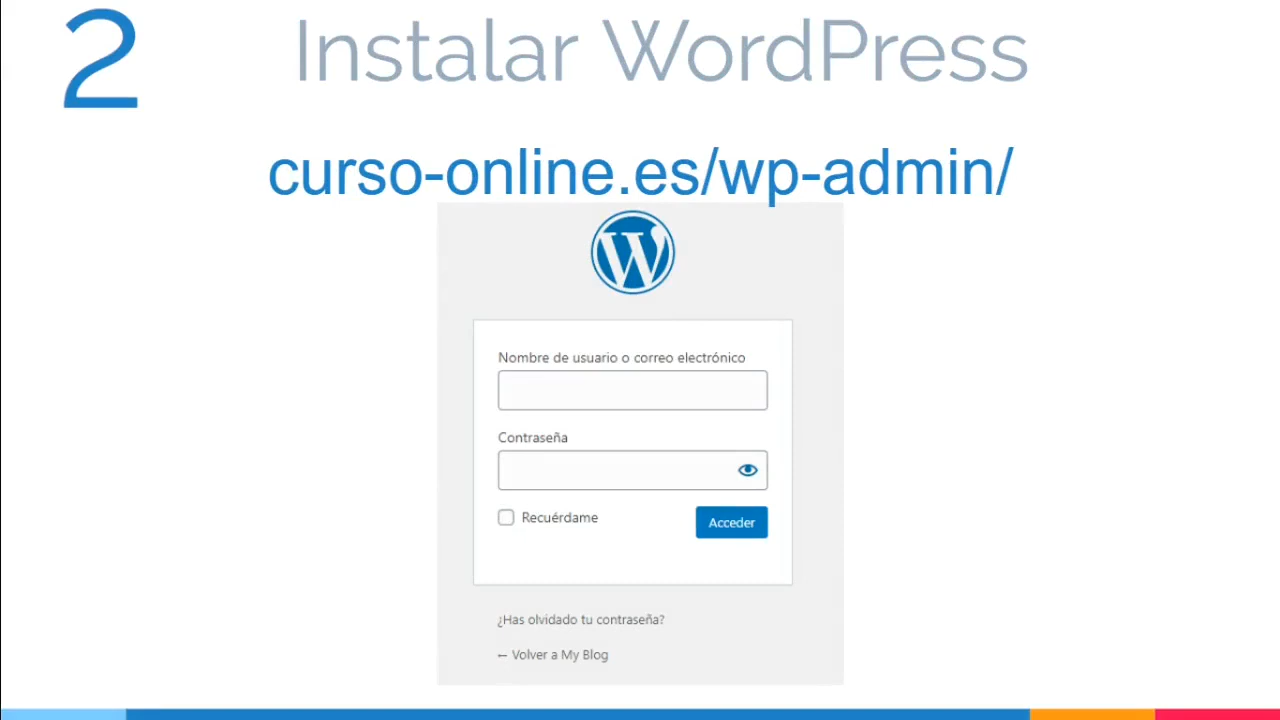 2
Instalar WordPress
curso-online.es/wp-admin/
Nombre de usuario o correo electrónico
Contraseña
Recuérdame
Acceder
¿Has olvidado tu contraseña?
← Volver a My Blog